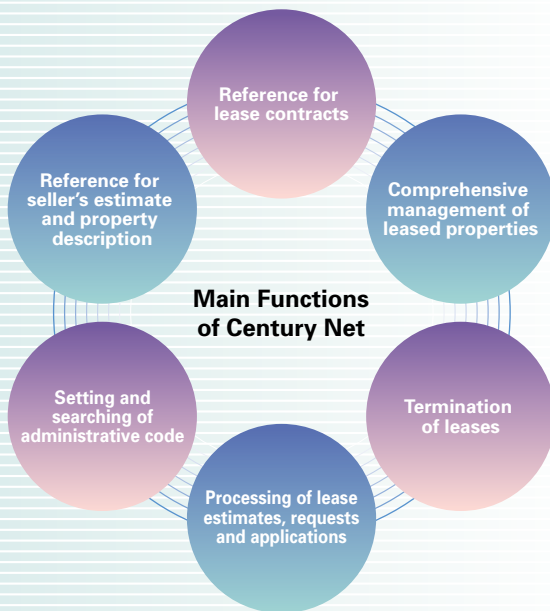 Reference for
lease contracts
Reference for
seller's estimate
and property
description
Comprehensive
management of
leased properties
Main Functions
of Century Net
Setting and
searching of
administrative code
Termination
of leases
Processing of lease
estimates, requests
and applications